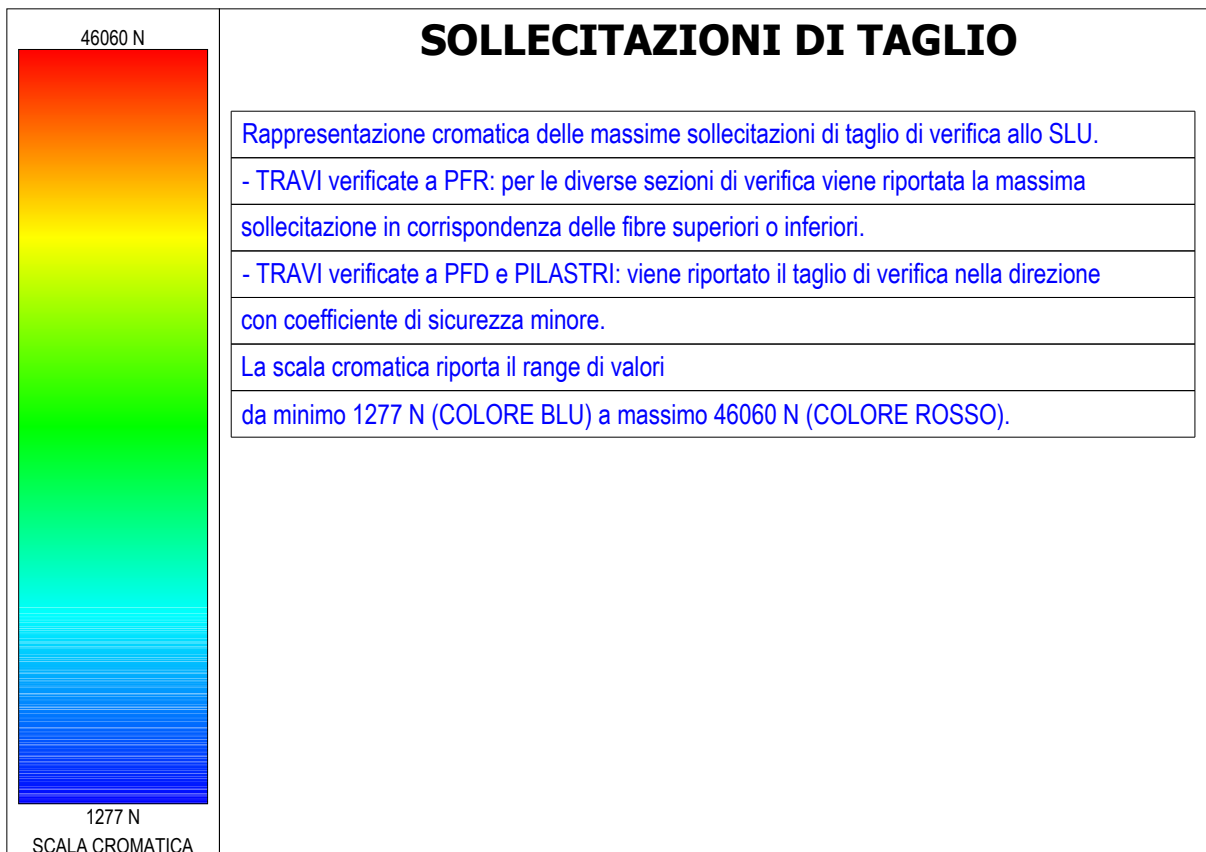 46060 N
SOLLECITAZIONI DI TAGLIO
Rappresentazione cromatica delle massime sollecitazioni di taglio di verifica allo SLU.
- TRAVI verificate a PFR: per le diverse sezioni di verifica viene riportata la massima
sollecitazione in corrispondenza delle fibre superiori o inferiori.
- TRAVI verificate a PFD e PILASTRI: viene riportato il taglio di verifica nella direzione
con coefficiente di sicurezza minore.
La scala cromatica riporta il range di valori
da minimo 1277 N (COLORE BLU) a massimo 46060 N (COLORE ROSSO).
1277 N
SCALA CROMATICA